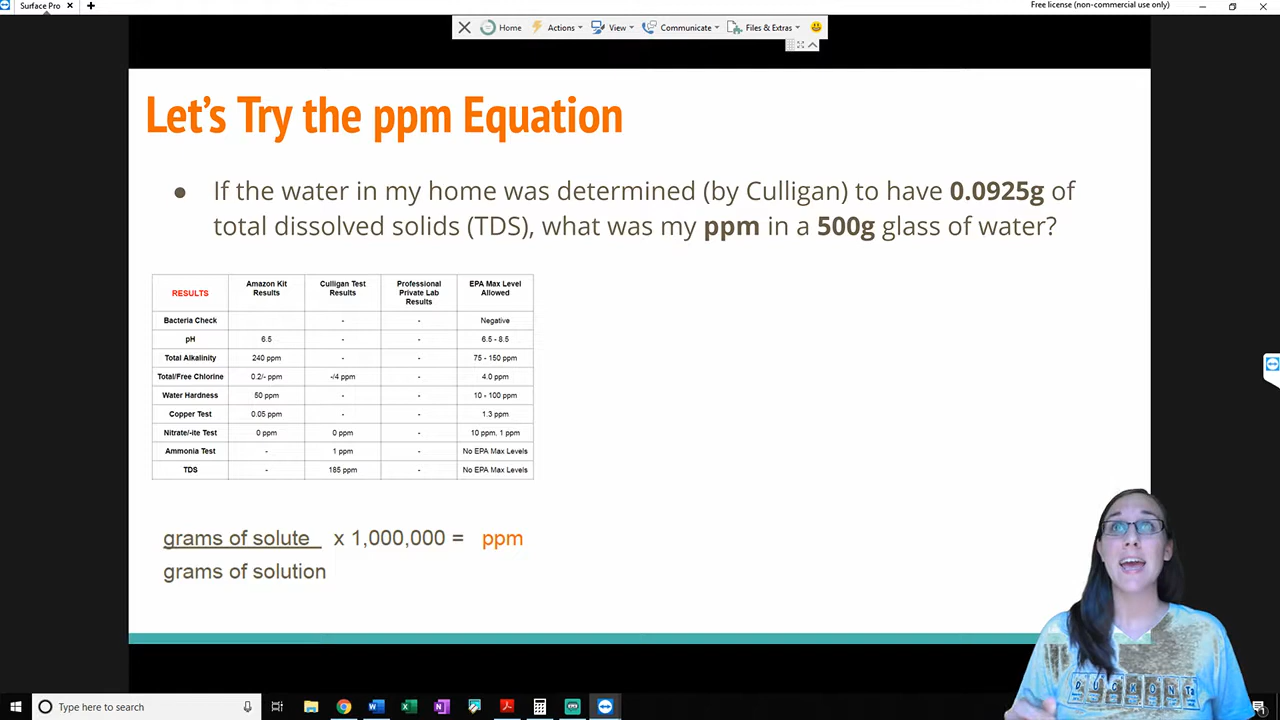 Surface Pro
Free license (non-commercial use only)
Home Actions View Communicate Files & Extras
Let's Try the ppm Equation
If the water in my home was determined (by Culligan) to have 0.0925g of
total dissolved solids (TDS), what was my ppm in a 500g glass of water?
RESULTS Amazon Kit Results Culligan Test Results Professional Private Lab Results EPA Max Level Allowed
Bacteria Check - - Negative
pH 6.5 - - 6.5 - 8.5
Total Alkalinity 240 ppm - - 75 - 150 ppm
Total/Free Chlorine 0.2/- ppm -/4 ppm - 4.0 ppm
Water Hardness 50 ppm - - 10 - 100 ppm
Copper Test 0.05 ppm - - 1.3 ppm
Nitrate/-ite Test 0 ppm 0 ppm - 10 ppm, 1 ppm
Ammonia Test - 1 ppm - No EPA Max Levels
TDS - 185 ppm - No EPA Max Levels
grams of solute x 1,000,000 = ppm
grams of solution
Type here to search